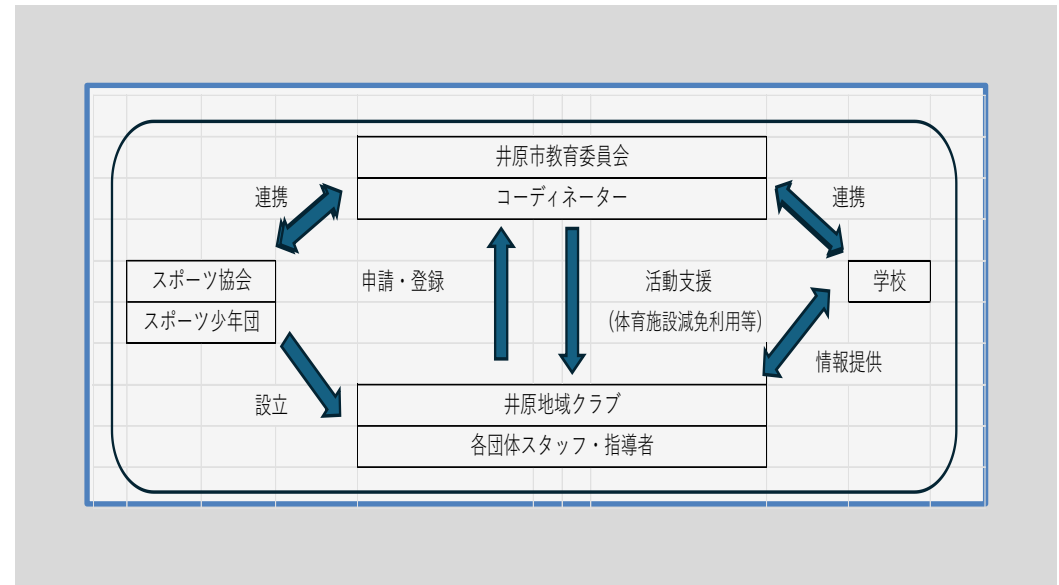 井原市教育委員会
連携
コーディネーター
連携
スポーツ協会
申請・登録
活動支援
学校
スポーツ少年団
(体育施設減免利用等)
情報提供
設立
井原地域クラブ
各団体スタッフ・指導者